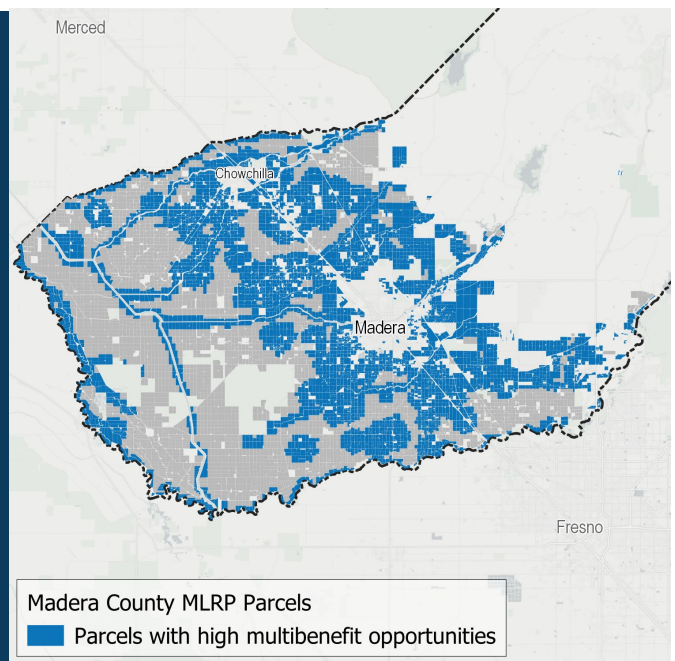 Merced
Chowchilla
Madera
Fresno
Madera County MLRP Parcels
Parcels with high multibenefit opportunities